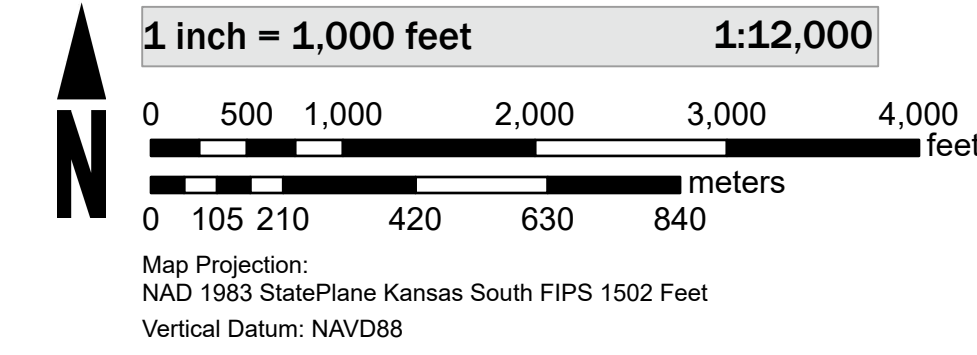 N
1 inch = 1,000 feet 1:12,000
0 500 1,000 2,000 3,000 4,000
feet
meters
0 105 210 420 630 840
Map Projection:
NAD 1983 StatePlane Kansas South FIPS 1502 Feet
Vertical Datum: NAVD88